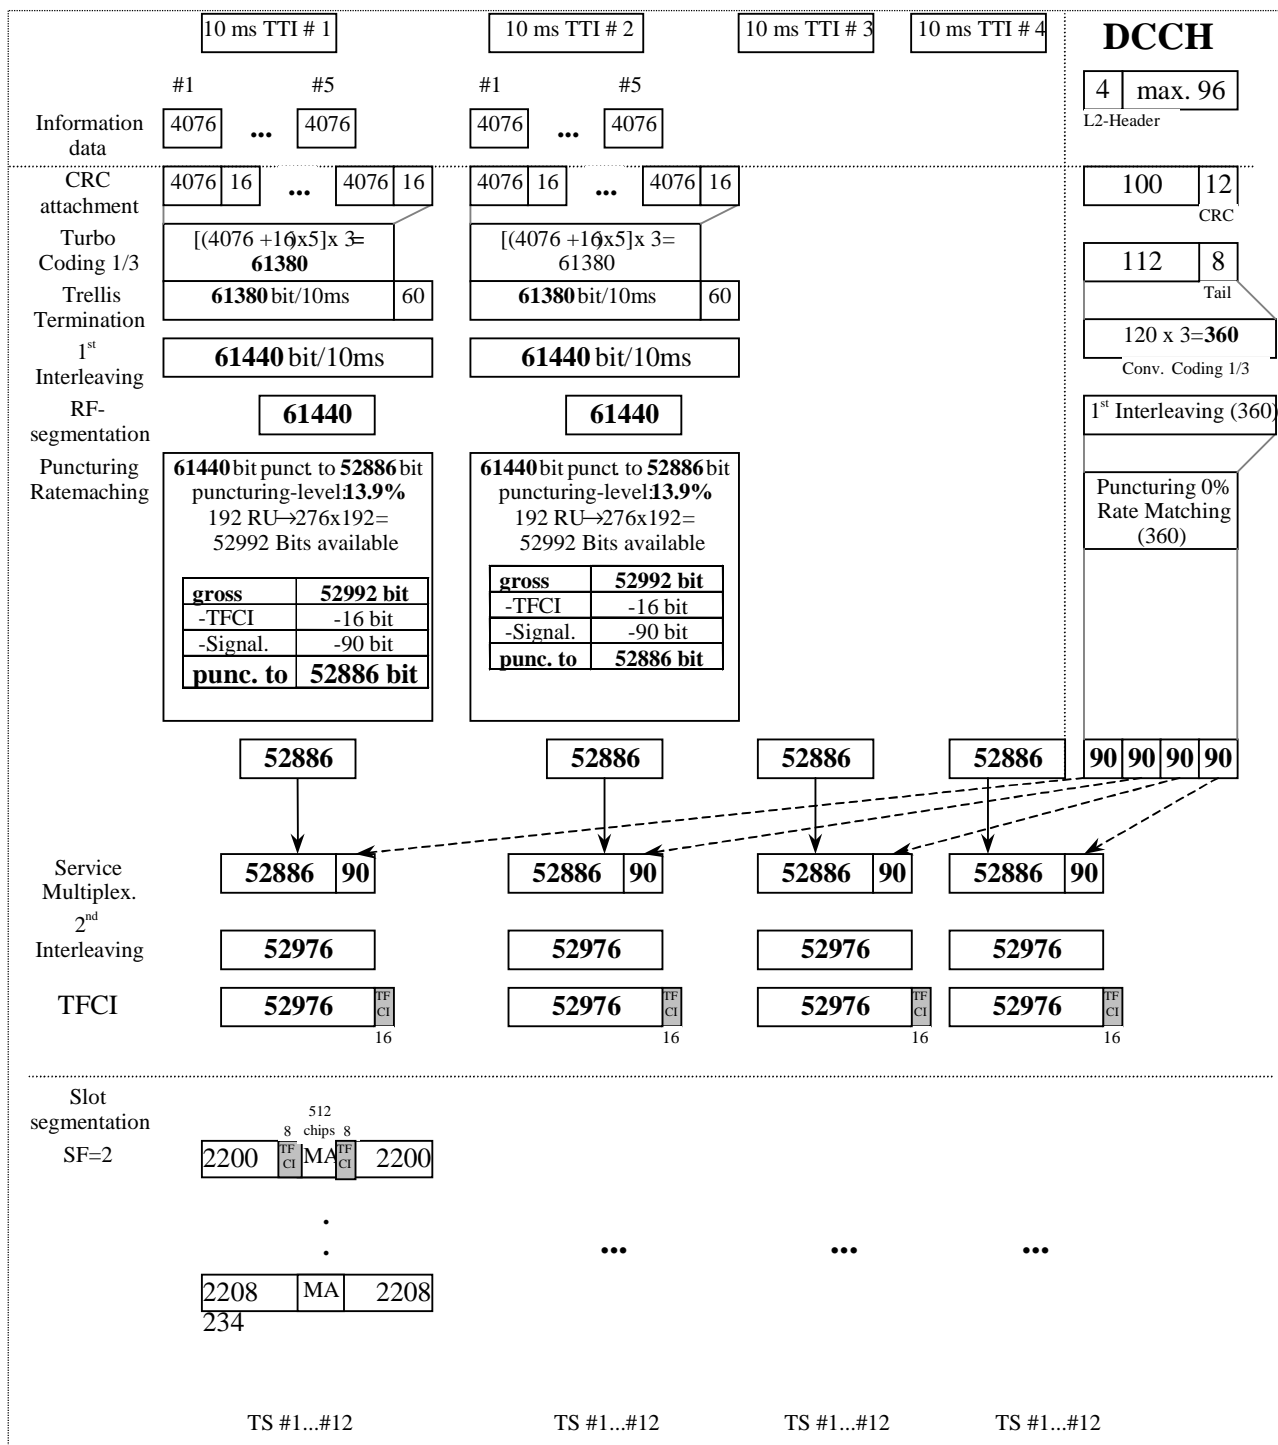 10 ms TTI # 1 10 ms TTI # 2 10 ms TTI # 3 10 ms TTI # 4 DCCH
#1 #5 #1 #5
4 max. 96
L2-Header
Information
data
4076 ... 4076 4076 ... 4076
CRC
attachment
4076 16 ... 4076 16 4076 16 ... 4076 16 100 12
CRC
Turbo
Coding 1/3
[(4076 +16)x5]x 3=
61380
[(4076 +16)x5]x 3=
61380
112 8
Tail
Trellis
Termination
61380 bit/10ms 60 61380 bit/10ms 60
120 x 3=360
Conv. Coding 1/3
1st
Interleaving
61440 bit/10ms 61440 bit/10ms
RF-
segmentation
61440 61440 1st Interleaving (360)
Puncturing
Ratemaching
61440 bit punct. to 52886 bit
puncturing-level:13.9%
192 RU→276x192=
52992 Bits available
gross 52992 bit
-TFCI -16 bit
-Signal. -90 bit
punc. to 52886 bit
61440 bit punct. to 52886 bit
puncturing-level:13.9%
192 RU→276x192=
52992 Bits available
gross 52992 bit
-TFCI -16 bit
-Signal. -90 bit
punc. to 52886 bit
Puncturing 0%
Rate Matching
(360)
52886 52886 52886 52886 90 90 90 90
Service
Multiplex.
52886 90 52886 90 52886 90 52886 90
2nd
Interleaving
52976 52976 52976 52976
TFCI
52976 TF CI 52976 TF CI 52976 TF CI 52976 TF CI
16 16 16 16
Slot
segmentation
SF=2
512
8 chips 8
2200 TF CI MA TF CI 2200
.
.
... ... ...
2208 MA 2208
234
TS #1...#12 TS #1...#12 TS #1...#12 TS #1...#12